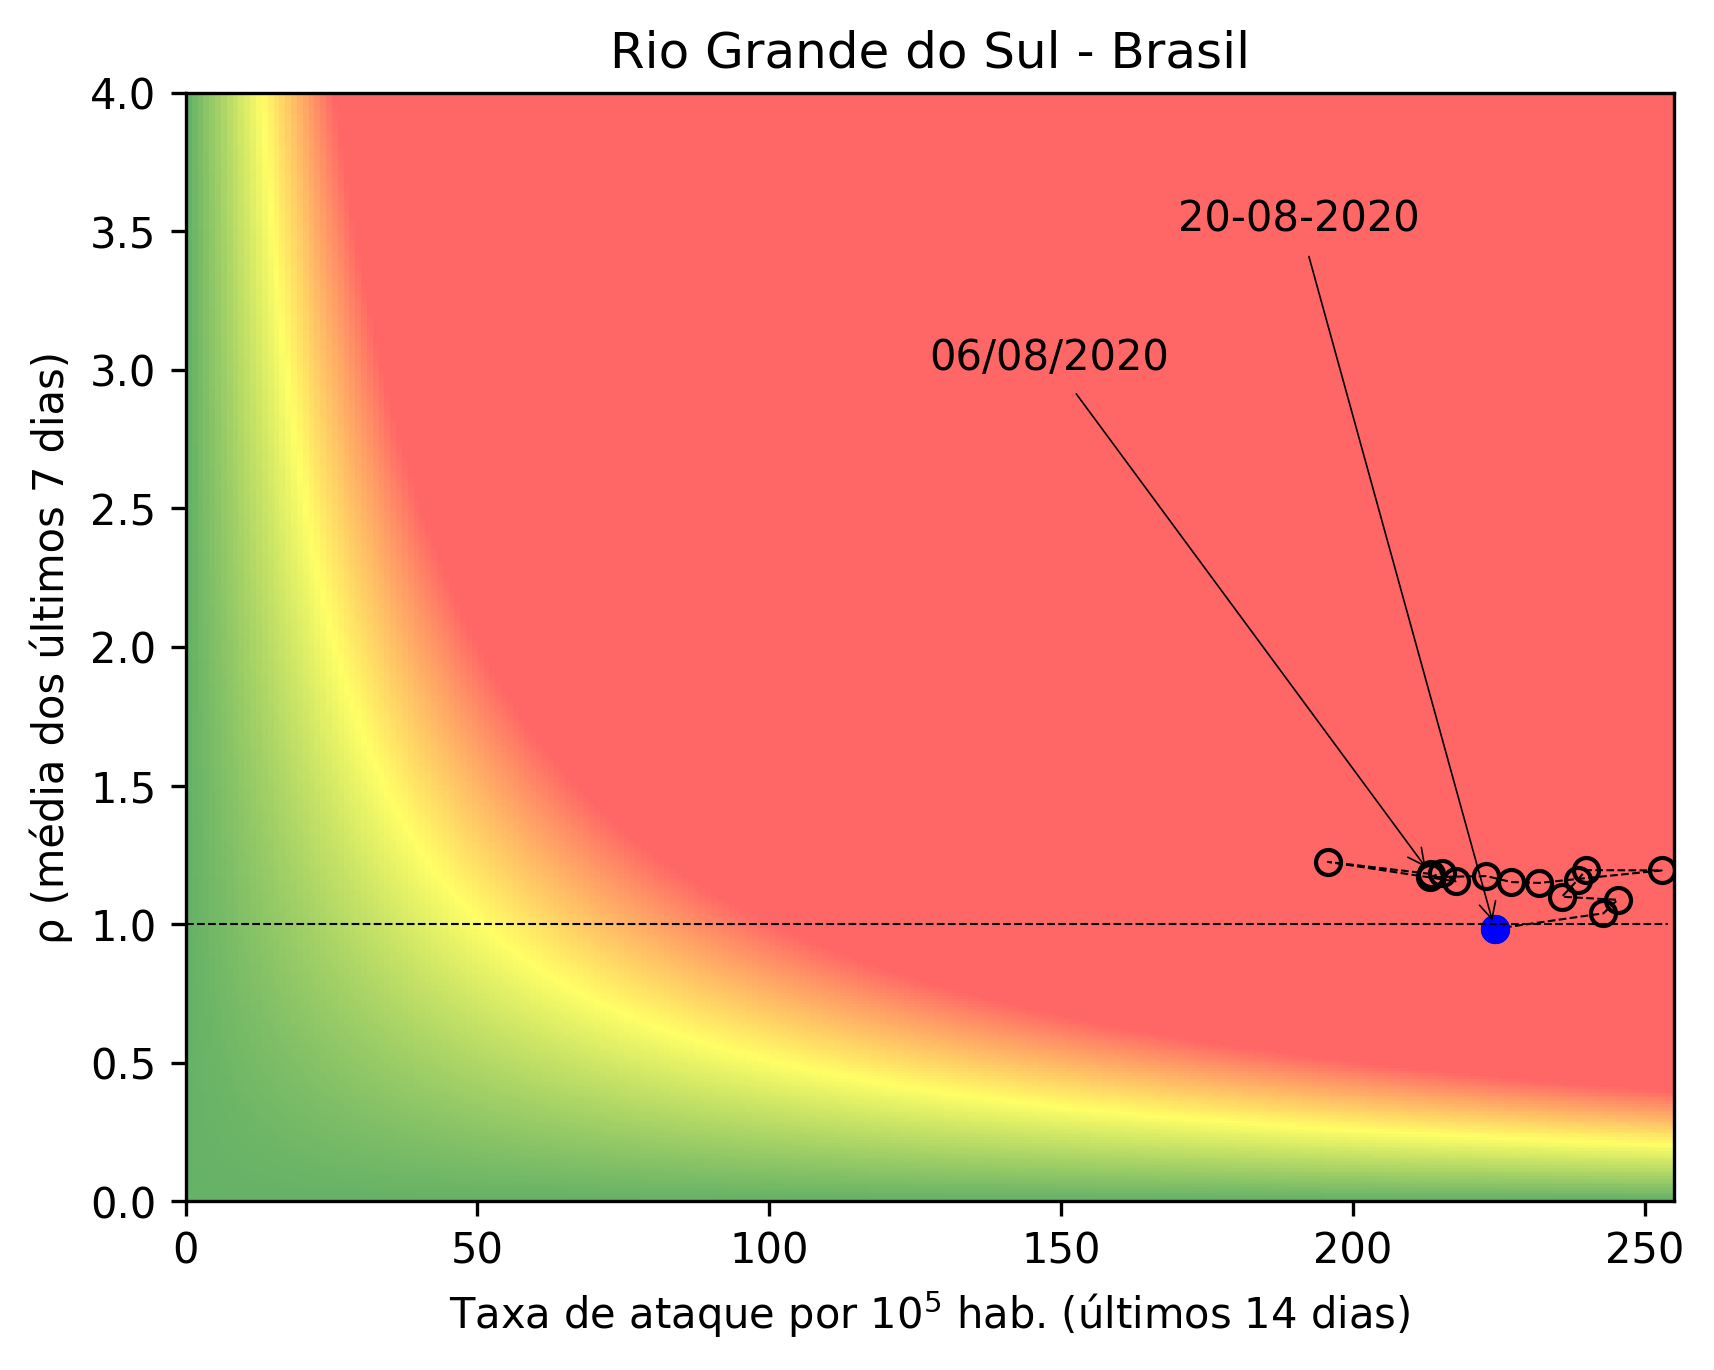 Rio Grande do Sul - Brasil
4.0
3.5
3.0
2.5
2.0
1.5
1.0
0.5
0.0
ρ (média dos últimos 7 dias)
20-08-2020
06/08/2020
0 50 100 150 200 250
Taxa de ataque por 10⁵ hab. (últimos 14 dias)